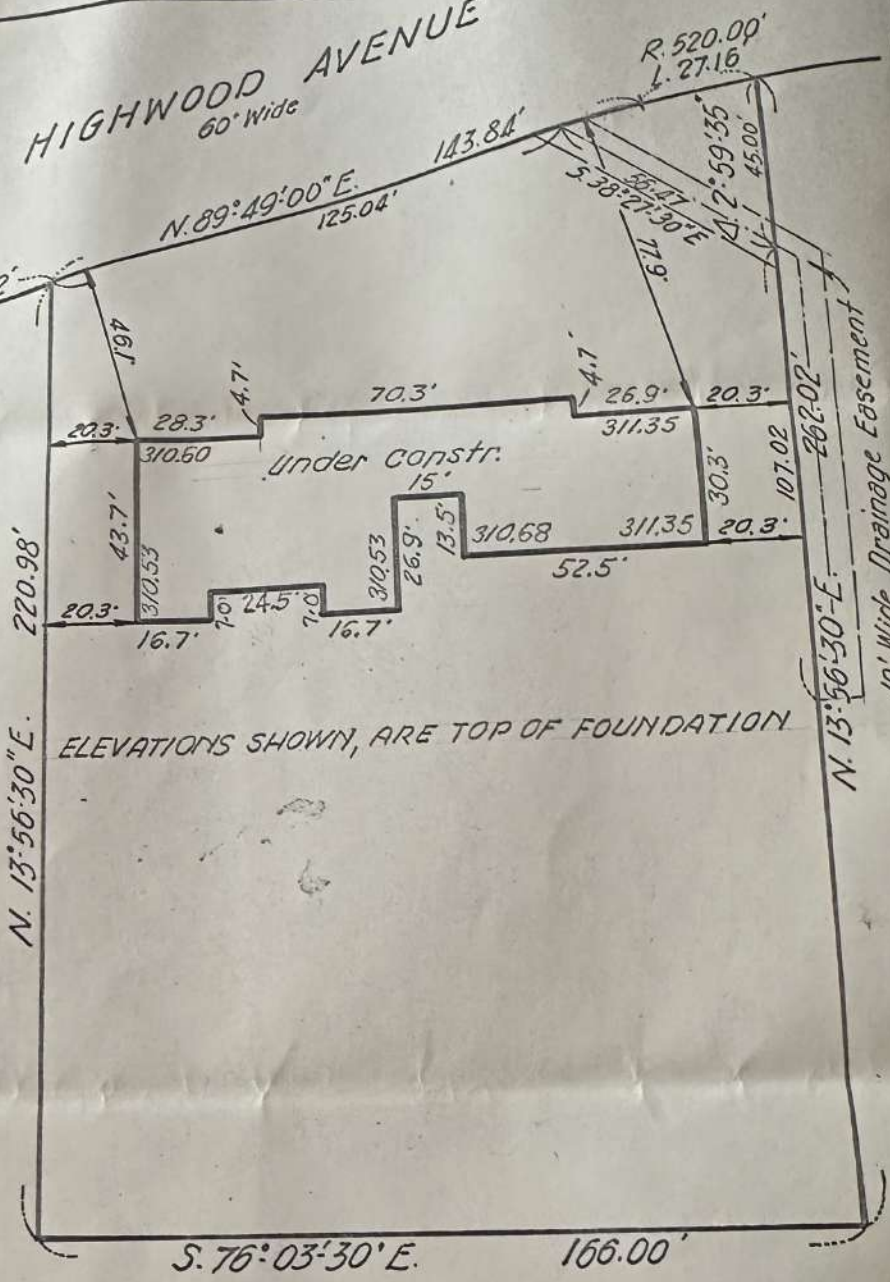 HIGHWOOD AVENUE
60' Wide
R. 520.00'
L. 27.16
Δ. 2°59'35"
45.00'
143.84'
N. 89°49'00" E.
125.04'
56.47
S. 38°27'30" E
2'
46.1
77.9'
4.7'
70.3'
4.7'
20.3'
28.3'
26.9'
20.3'
310.60
311.35
Under Constr.
15'
43.7'
310.53
310.53
26.9'
13.5'
310.68
311.35
30.3'
20.3'
52.5'
107.02
262.02'
10' Wide Drainage Easement
20.3'
16.7'
7.0'
24.5'
7.0'
16.7'
N. 13°56'30" E. 220.98'
N. 13°56'30" E.
ELEVATIONS SHOWN, ARE TOP OF FOUNDATION
S. 76°03'30' E. 166.00'